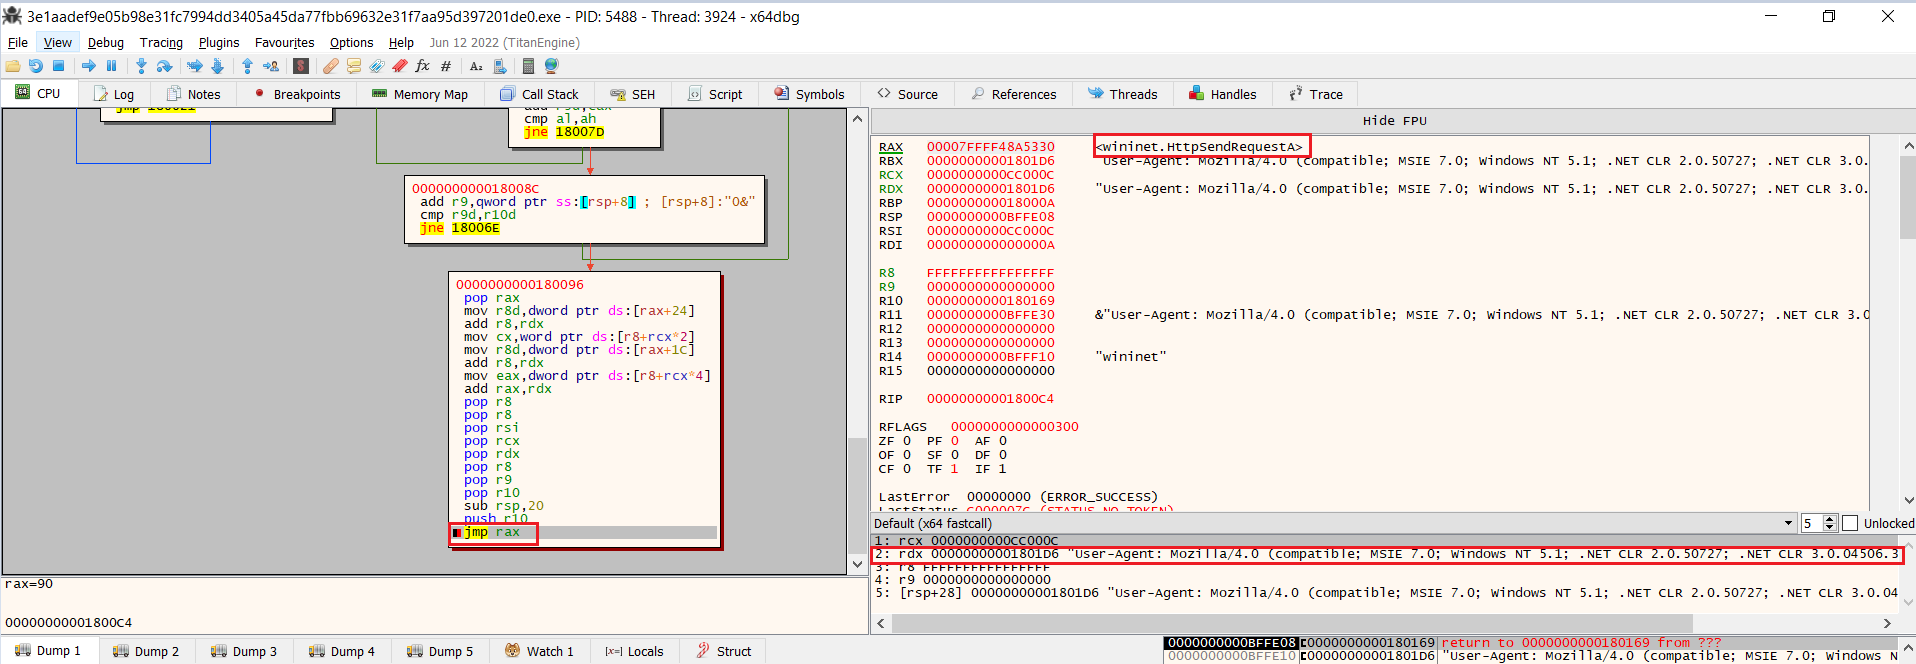 3e1aadef9e05b98e31fc7994dd3405a45da77fbb69632e31f7aa95d397201de0.exe - PID: 5488 - Thread: 3924 - x64dbg
File View Debug Tracing Plugins Favourites Options Help Jun 12 2022 (TitanEngine)
CPU Log Notes Breakpoints Memory Map Call Stack SEH Script Symbols Source References Threads Handles Trace
cmp al,ah
jne 18007D
000000000018008C
add r9,qword ptr ss:[rsp+8] ; [rsp+8]:"0&"
cmp r9d,r10d
jne 18006E
0000000000180096
pop rax
mov r8d,dword ptr ds:[rax+24]
add r8,rdx
mov cx,word ptr ds:[r8+rcx*2]
mov r8d,dword ptr ds:[rax+1C]
add r8,rdx
mov eax,dword ptr ds:[r8+rcx*4]
add rax,rdx
pop r8
pop r8
pop rsi
pop rcx
pop rdx
pop r8
pop r9
pop r10
sub rsp,20
push r10
jmp rax
rax=90
00000000001800C4
Hide FPU
RAX 00007FFFF48A5330 <wininet.HttpSendRequestA>
RBX 00000000001801D6 "User-Agent: Mozilla/4.0 (compatible; MSIE 7.0; Windows NT 5.1; .NET CLR 2.0.50727; .NET CLR 3.0.
RCX 0000000000CC000C
RDX 00000000001801D6 "User-Agent: Mozilla/4.0 (compatible; MSIE 7.0; Windows NT 5.1; .NET CLR 2.0.50727; .NET CLR 3.0.
RBP 000000000018000A
RSP 0000000000BFFE08
RSI 0000000000CC000C
RDI 000000000000000A
R8 FFFFFFFFFFFFFFFF
R9 0000000000000000
R10 0000000000180169
R11 0000000000BFFE30 &"User-Agent: Mozilla/4.0 (compatible; MSIE 7.0; Windows NT 5.1; .NET CLR 2.0.50727; .NET CLR 3.0
R12 0000000000000000
R13 0000000000000000
R14 0000000000BFFF10 "wininet"
R15 0000000000000000
RIP 00000000001800C4
RFLAGS 0000000000000300
ZF 0 PF 0 AF 0
OF 0 SF 0 DF 0
CF 0 TF 1 IF 1
LastError 00000000 (ERROR_SUCCESS)
LastStatus C000007C (STATUS_NO_TOKEN)
Default (x64 fastcall) 5 Unlocked
1: rcx 0000000000CC000C
2: rdx 00000000001801D6 "User-Agent: Mozilla/4.0 (compatible; MSIE 7.0; Windows NT 5.1; .NET CLR 2.0.50727; .NET CLR 3.0.04506.3
3: r8 FFFFFFFFFFFFFFFF
4: r9 0000000000000000
5: [rsp+28] 00000000001801D6 "User-Agent: Mozilla/4.0 (compatible; MSIE 7.0; Windows NT 5.1; .NET CLR 2.0.50727; .NET CLR 3.0.04
Dump 1 Dump 2 Dump 3 Dump 4 Dump 5 Watch 1 [x=] Locals Struct
0000000000BFFE08 0000000000180169 return to 0000000000180169 from ???
0000000000BFFE10 00000000001801D6 "User-Agent: Mozilla/4.0 (compatible; MSIE 7.0; Windows N